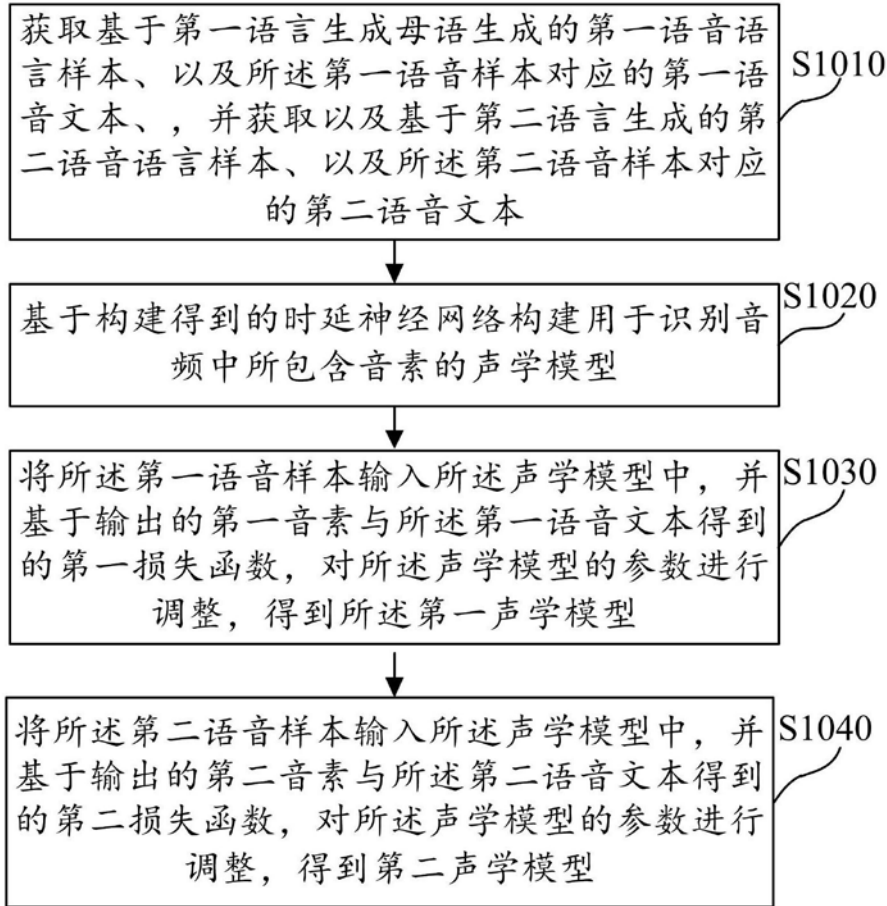 获取基于第一语言生成母语生成的第一语音语
言样本、以及所述第一语音样本对应的第一语
音文本、，并获取以及基于第二语言生成的第
二语音语言样本、以及所述第二语音样本对应
的第二语音文本
S1010
基于构建得到的时延神经网络构建用于识别音
频中所包含音素的声学模型
S1020
将所述第一语音样本输入所述声学模型中，并
基于输出的第一音素与所述第一语音文本得到
的第一损失函数，对所述声学模型的参数进行
调整，得到所述第一声学模型
S1030
将所述第二语音样本输入所述声学模型中，并
基于输出的第二音素与所述第二语音文本得到
的第二损失函数，对所述声学模型的参数进行
调整，得到第二声学模型
S1040